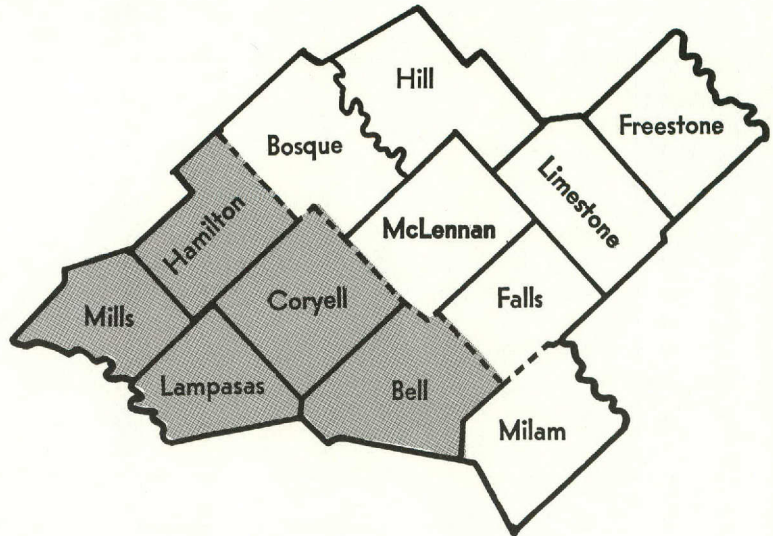 Hill
Freestone
Bosque
Limestone
McLennan
Hamilton
Falls
Coryell
Mills
Lampasas
Bell
Milam